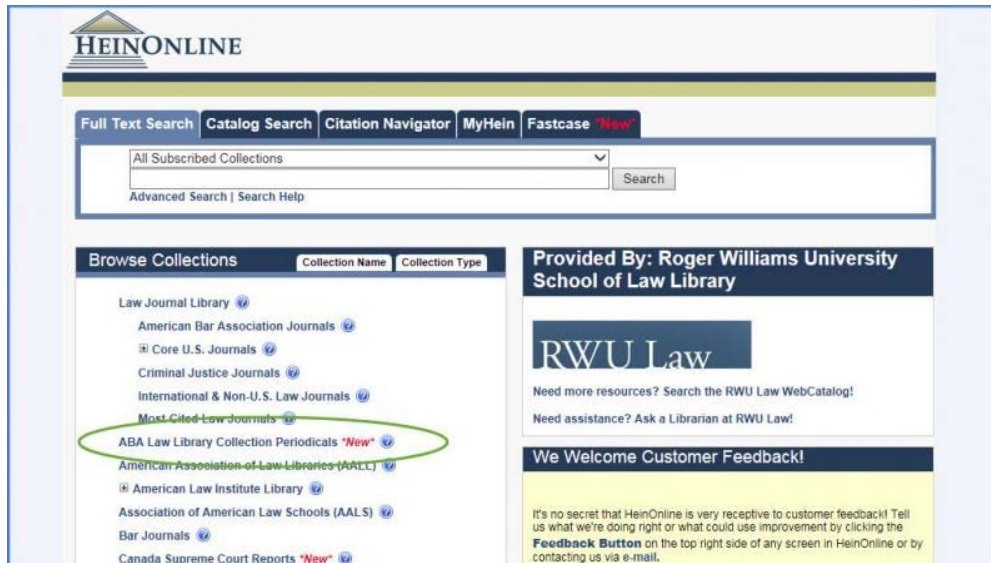 HEINONLINE
Full Text Search Catalog Search Citation Navigator MyHein Fastcase *New*
All Subscribed Collections
Search
Advanced Search | Search Help
Browse Collections Collection Name Collection Type
Law Journal Library
American Bar Association Journals
Core U.S. Journals
Criminal Justice Journals
International & Non-U.S. Law Journals
Most Cited Law Journals
ABA Law Library Collection Periodicals *New*
American Association of Law Libraries (AALL)
American Law Institute Library
Association of American Law Schools (AALS)
Bar Journals
Canada Supreme Court Reports *New*
Provided By: Roger Williams University
School of Law Library
RWU Law
Need more resources? Search the RWU Law WebCatalog!
Need assistance? Ask a Librarian at RWU Law!
We Welcome Customer Feedback!
It's no secret that HeinOnline is very receptive to customer feedback! Tell
us what we're doing right or what could use improvement by clicking the
Feedback Button on the top right side of any screen in HeinOnline or by
contacting us via e-mail.